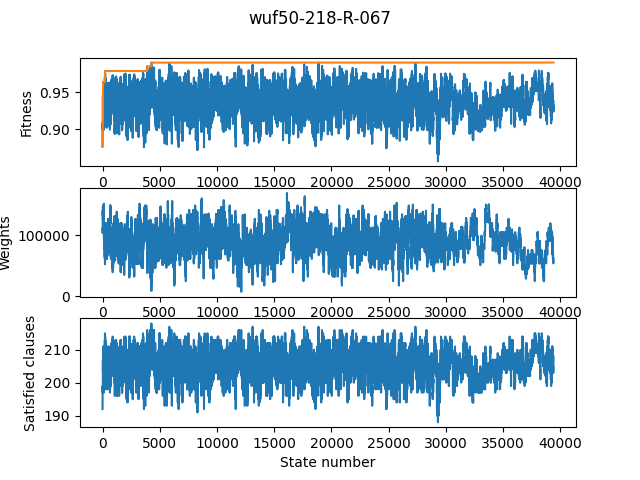 wuf50-218-R-067
Fitness
0.95
0.90
0 5000 10000 15000 20000 25000 30000 35000 40000
Weights
100000
0
0 5000 10000 15000 20000 25000 30000 35000 40000
Satisfied clauses
210
200
190
0 5000 10000 15000 20000 25000 30000 35000 40000
State number